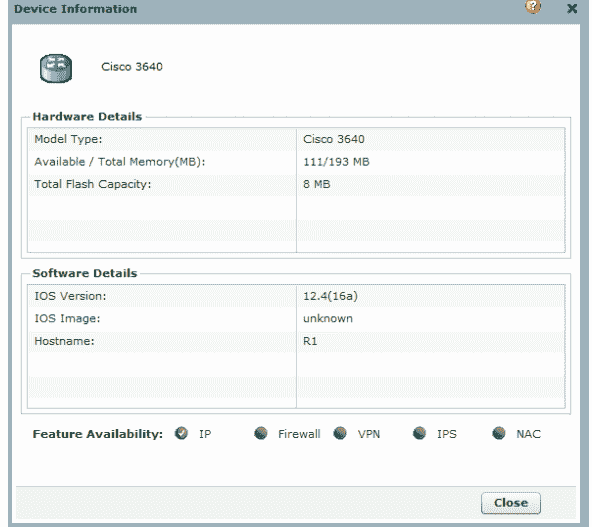 Device Information
Cisco 3640
Hardware Details
Model Type: Cisco 3640
Available / Total Memory(MB): 111/193 MB
Total Flash Capacity: 8 MB
Software Details
IOS Version: 12.4(16a)
IOS Image: unknown
Hostname: R1
Feature Availability: IP Firewall VPN IPS NAC
Close